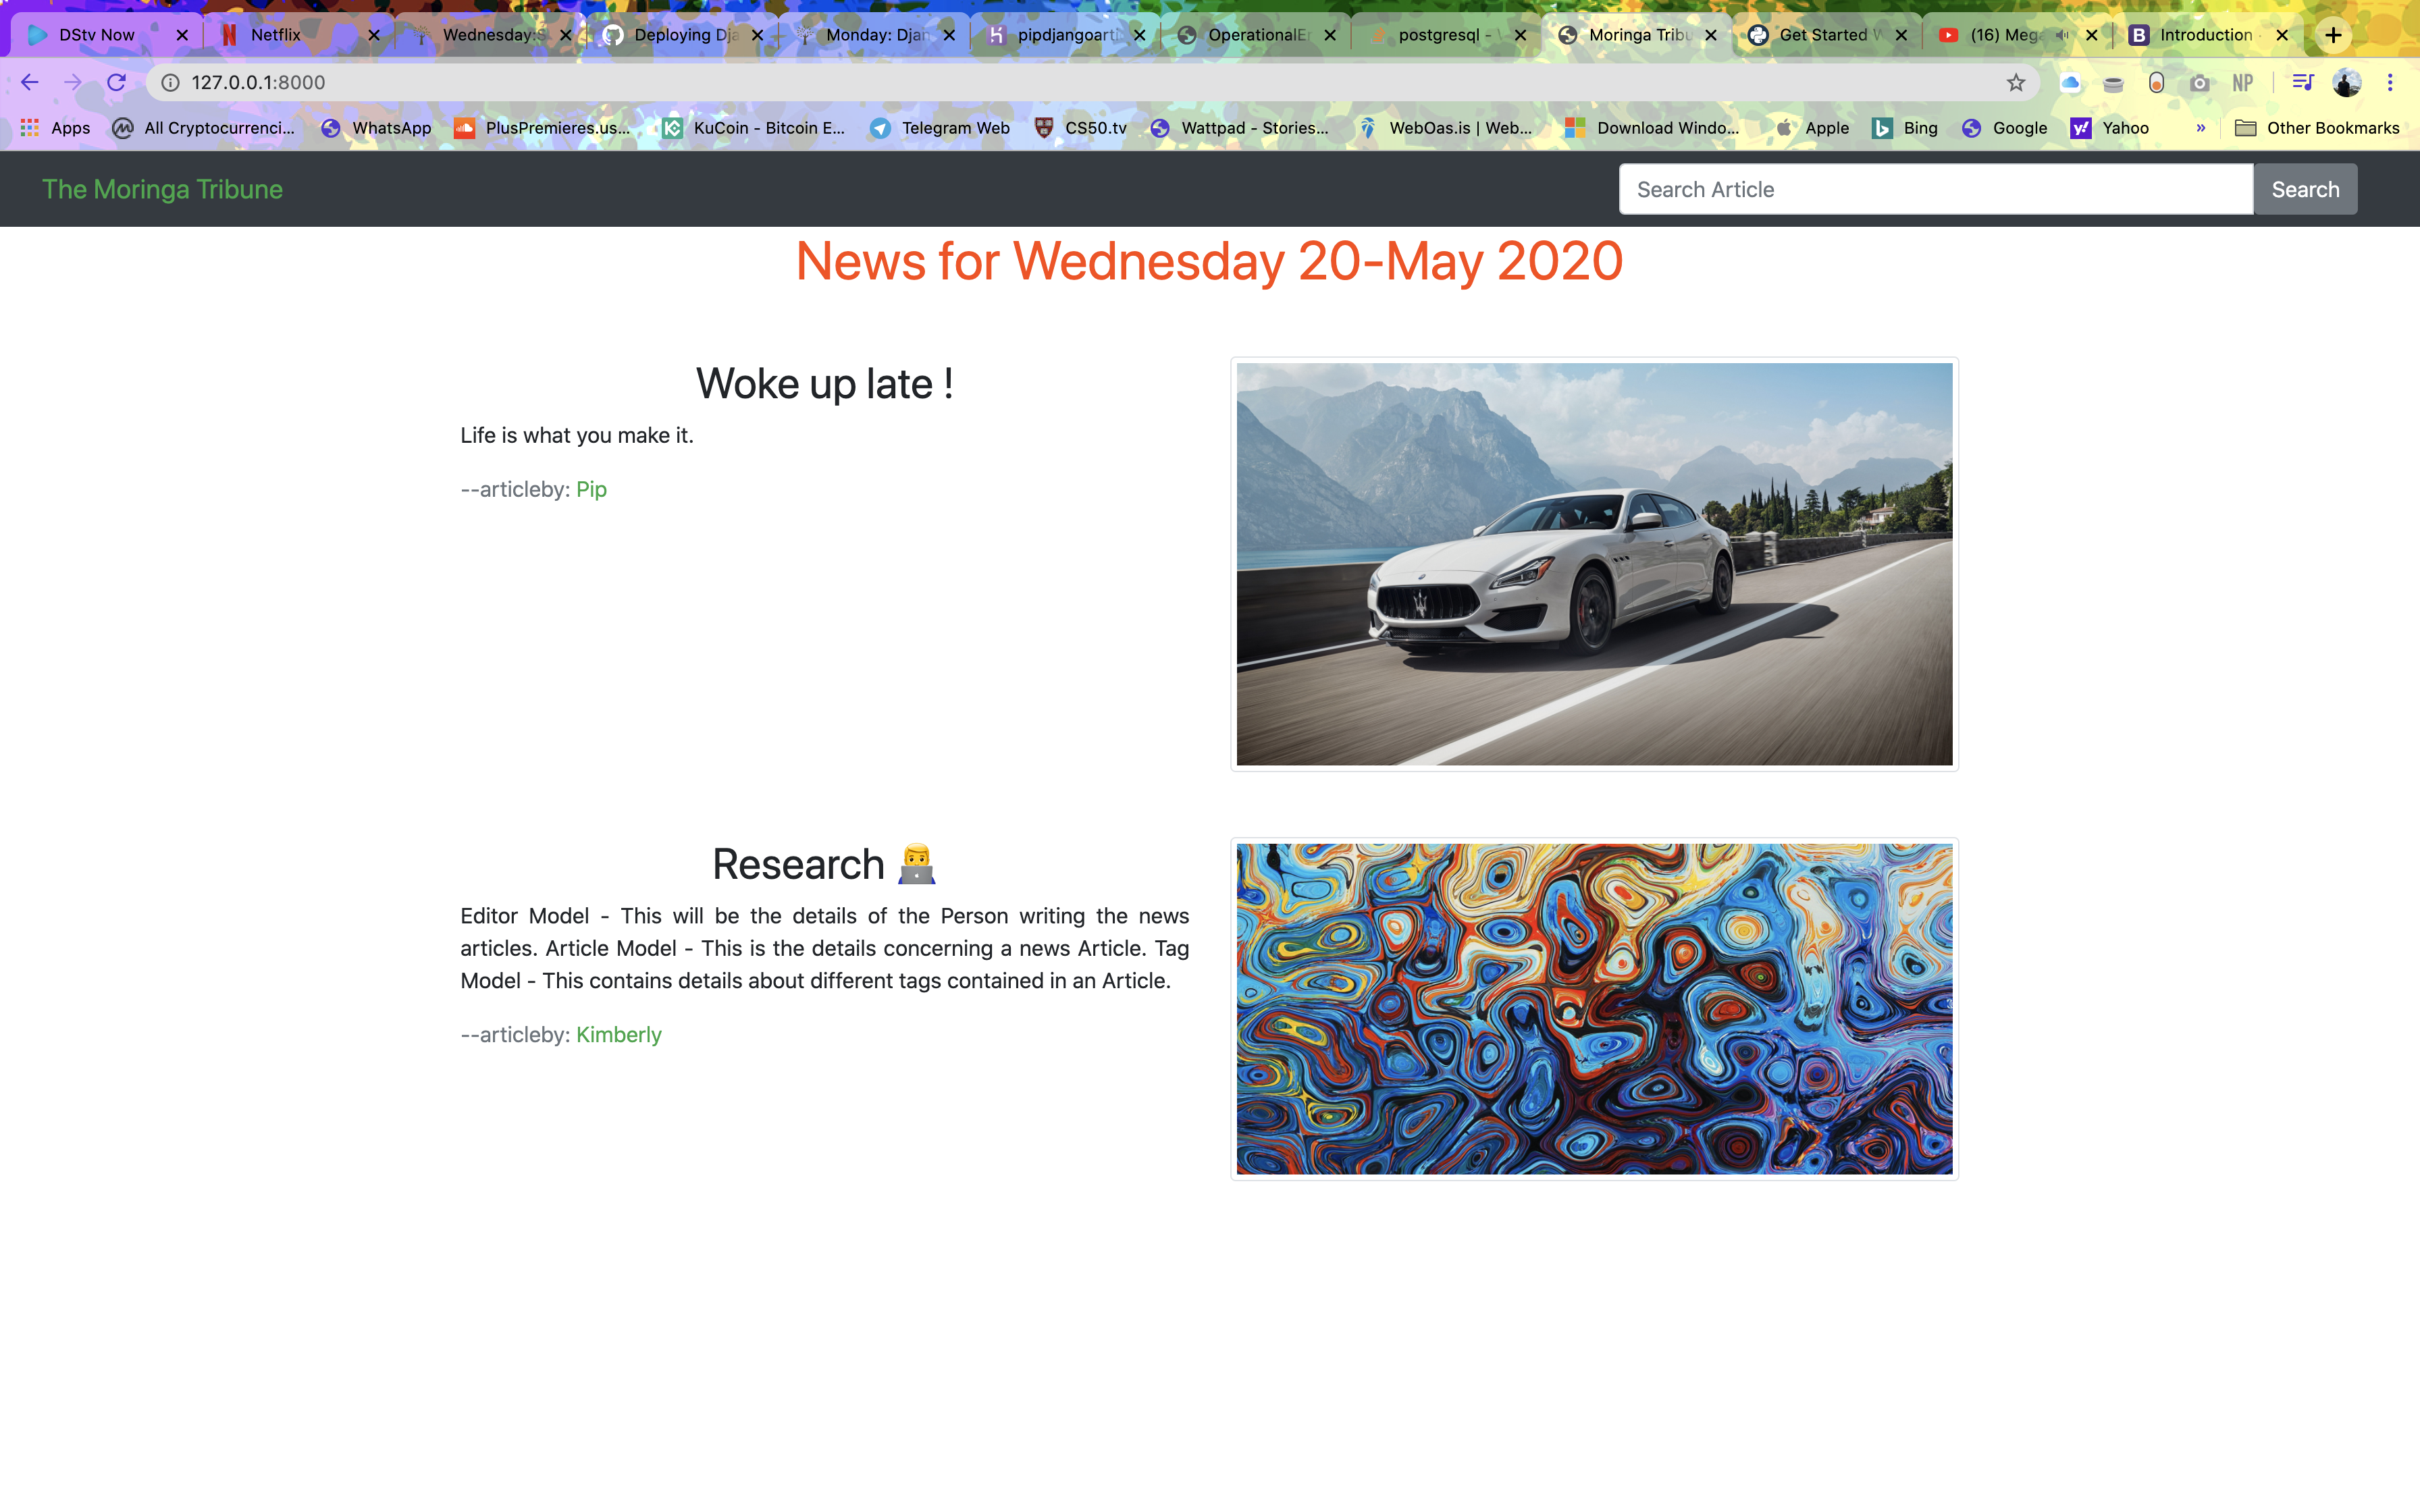 DStv Now
Netflix
Wednesday:S
Deploying Dja
Monday: Djan
pipdjangoarti
OperationalEr
postgresql - \
Moringa Tribu
Get Started W
(16) Mega
Introduction
127.0.0.1:8000
NP
Apps
All Cryptocurrenci...
WhatsApp
PlusPremieres.us...
KuCoin - Bitcoin E...
Telegram Web
CS50.tv
Wattpad - Stories...
WebOas.is | Web...
Download Windo...
Apple
Bing
Google
Yahoo
»
Other Bookmarks
The Moringa Tribune
Search Article
Search
News for Wednesday 20-May 2020
Woke up late !
Life is what you make it.
--articleby: Pip
Research 👨‍💻
Editor Model - This will be the details of the Person writing the news
articles. Article Model - This is the details concerning a news Article. Tag
Model - This contains details about different tags contained in an Article.
--articleby: Kimberly